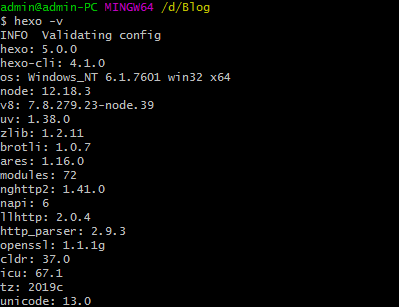 admin@admin-PC MINGW64 /d/Blog
$ hexo -v
INFO  Validating config
hexo: 5.0.0
hexo-cli: 4.1.0
os: Windows_NT 6.1.7601 win32 x64
node: 12.18.3
v8: 7.8.279.23-node.39
uv: 1.38.0
zlib: 1.2.11
brotli: 1.0.7
ares: 1.16.0
modules: 72
nghttp2: 1.41.0
napi: 6
llhttp: 2.0.4
http_parser: 2.9.3
openssl: 1.1.1g
cldr: 37.0
icu: 67.1
tz: 2019c
unicode: 13.0